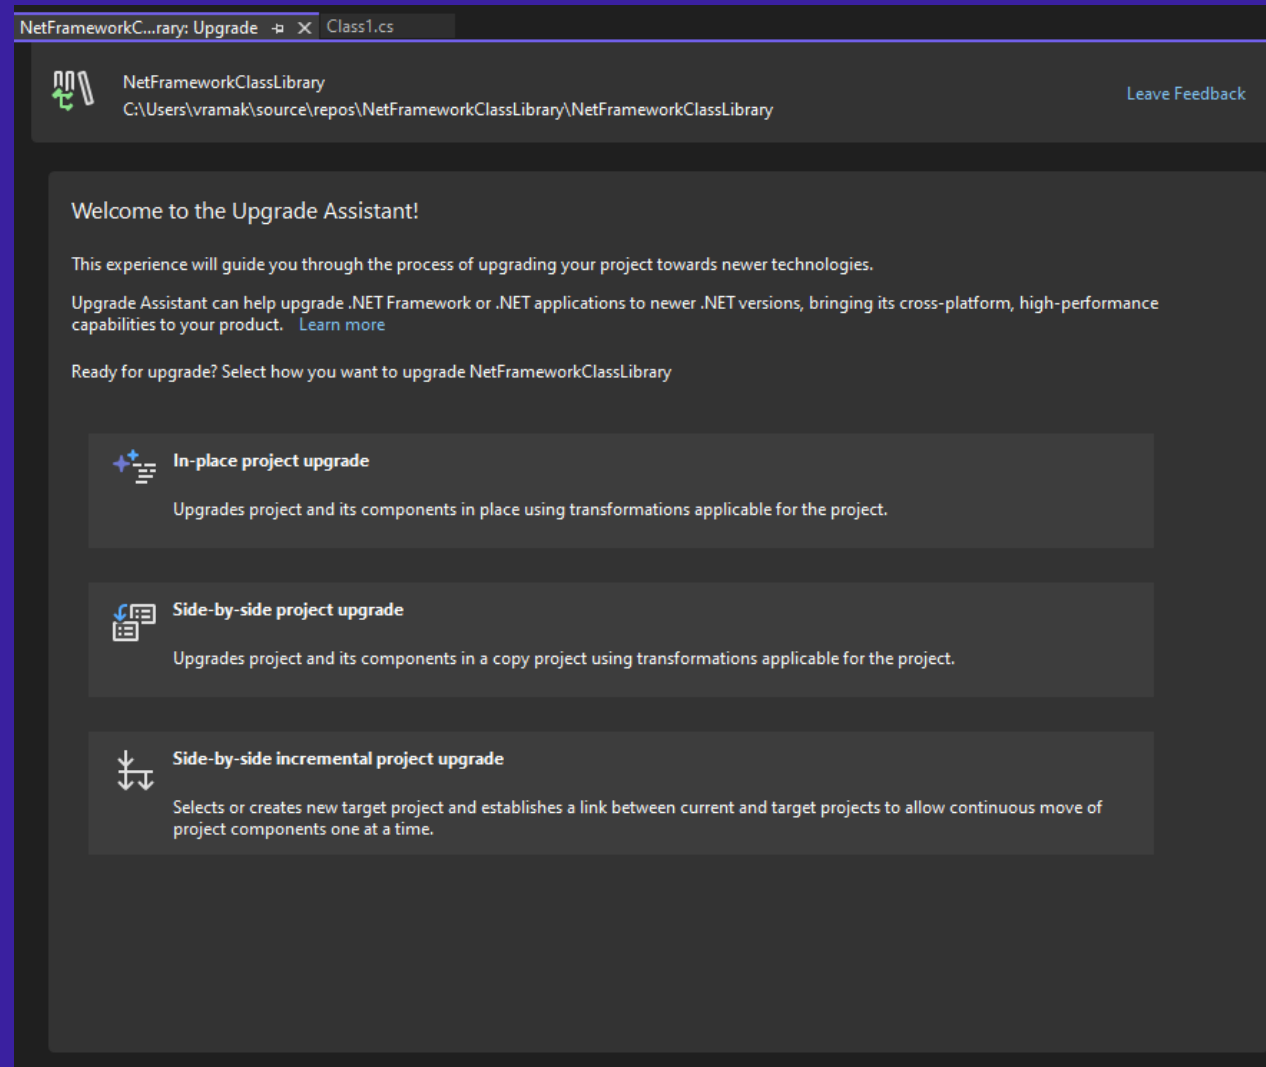 NetFrameworkC...rary: Upgrade
Class1.cs
NetFrameworkClassLibrary
C:\Users\vramak\source\repos\NetFrameworkClassLibrary\NetFrameworkClassLibrary
Leave Feedback
Welcome to the Upgrade Assistant!
This experience will guide you through the process of upgrading your project towards newer technologies.
Upgrade Assistant can help upgrade .NET Framework or .NET applications to newer .NET versions, bringing its cross-platform, high-performance
capabilities to your product. Learn more
Ready for upgrade? Select how you want to upgrade NetFrameworkClassLibrary
In-place project upgrade
Upgrades project and its components in place using transformations applicable for the project.
Side-by-side project upgrade
Upgrades project and its components in a copy project using transformations applicable for the project.
Side-by-side incremental project upgrade
Selects or creates new target project and establishes a link between current and target projects to allow continuous move of
project components one at a time.